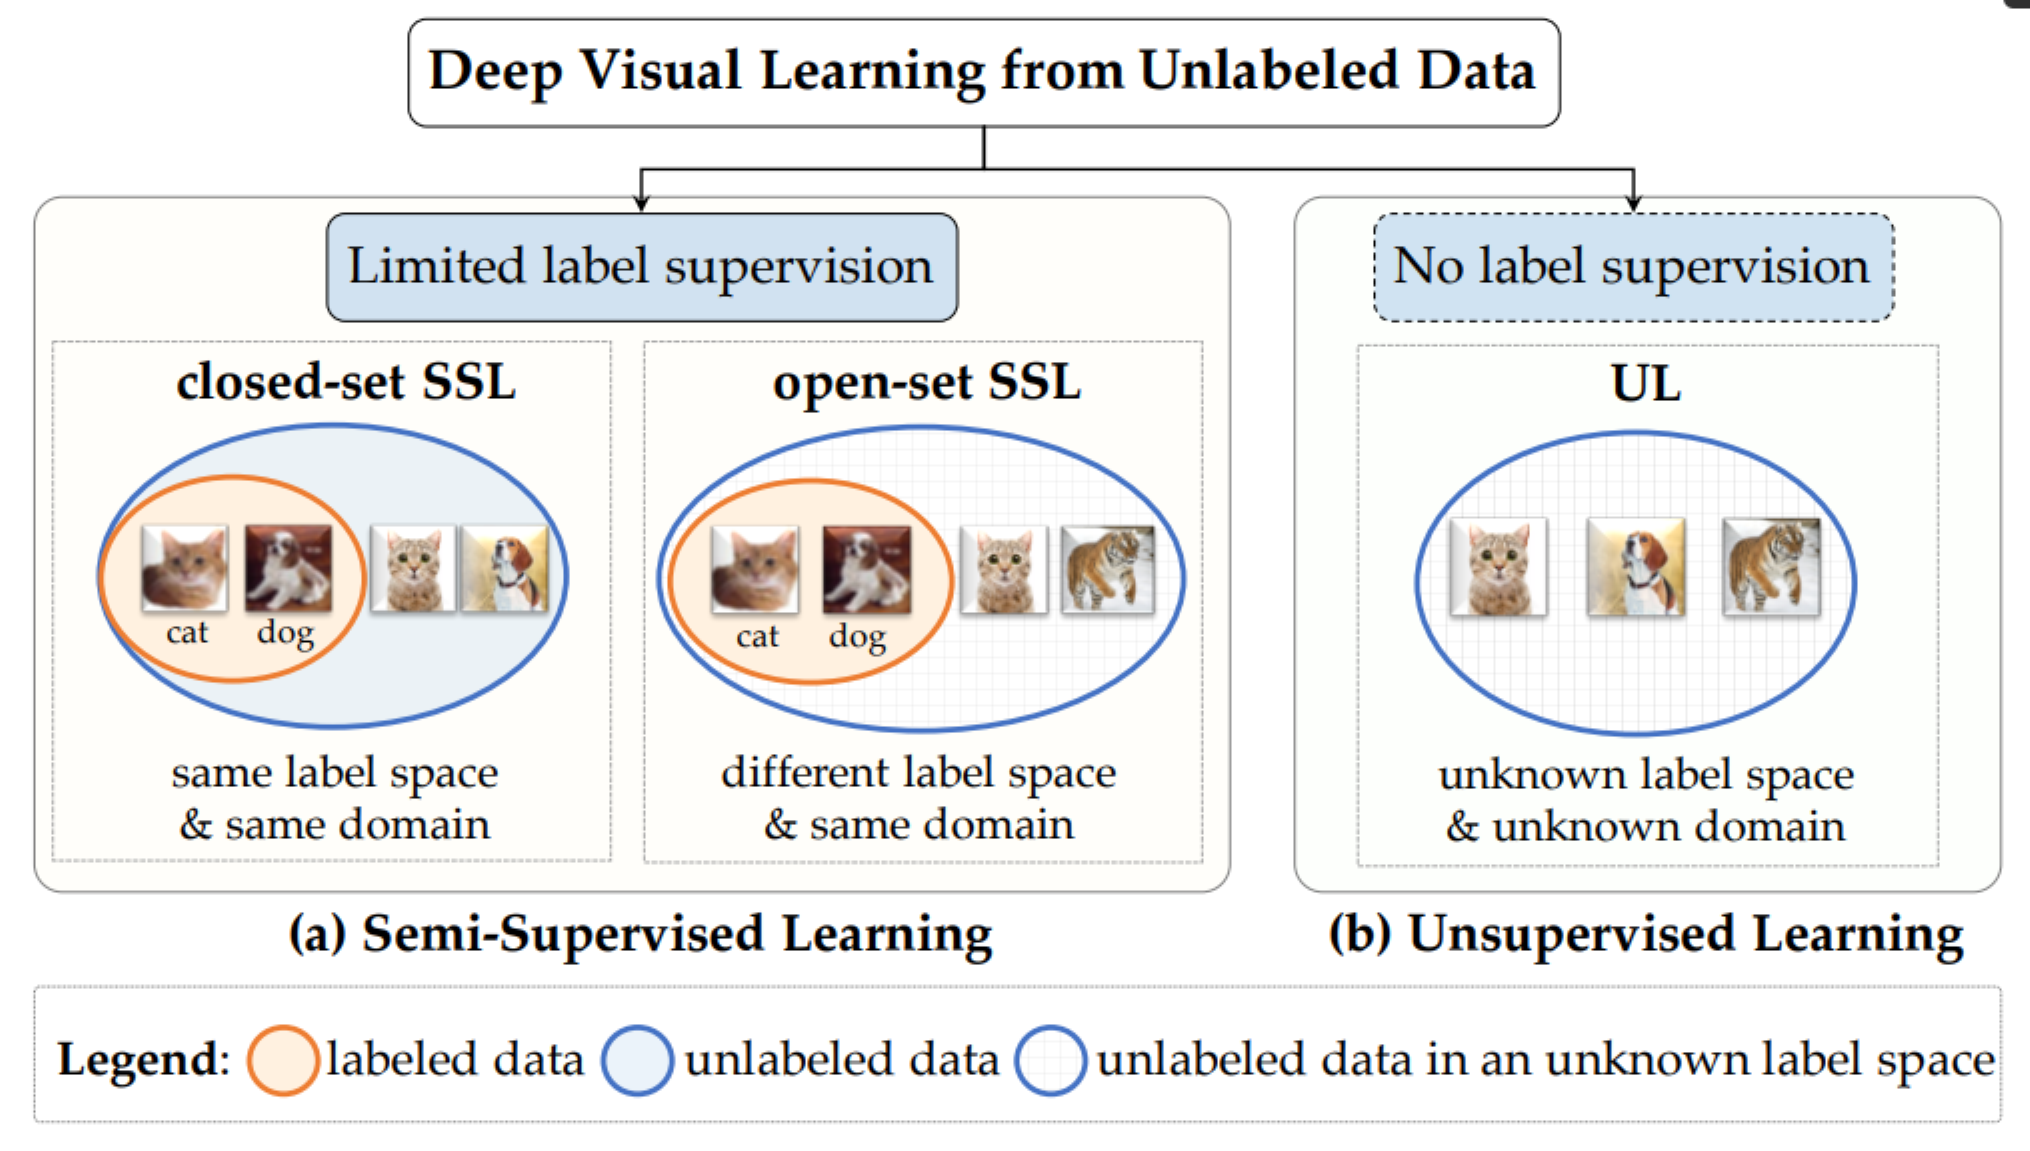 Deep Visual Learning from Unlabeled Data
Limited label supervision
No label supervision
closed-set SSL
cat
dog
same label space
& same domain
open-set SSL
cat
dog
different label space
& same domain
UL
unknown label space
& unknown domain
(a) Semi-Supervised Learning
(b) Unsupervised Learning
Legend: labeled data unlabeled data unlabeled data in an unknown label space